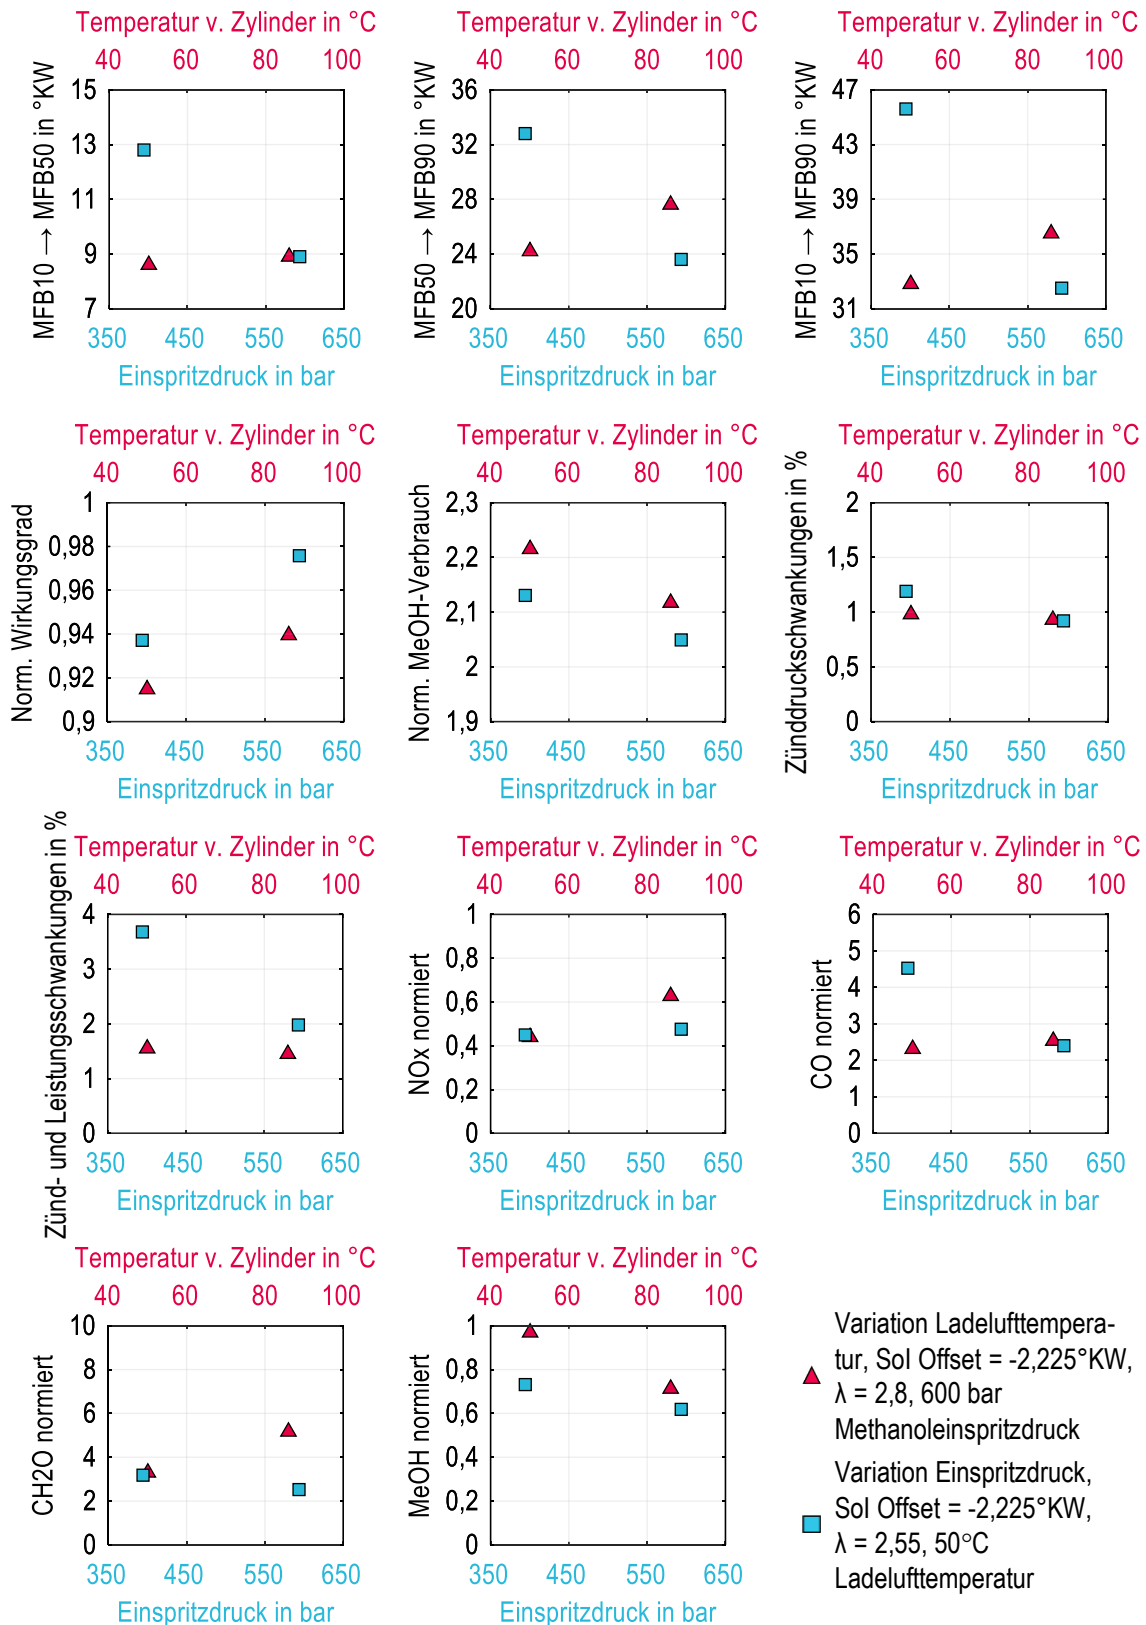 Temperatur v. Zylinder in °C
40 60 80 100
MFB10 → MFB50 in °KW
15
13
11
9
7
350 450 550 650
Einspritzdruck in bar
Temperatur v. Zylinder in °C
40 60 80 100
MFB50 → MFB90 in °KW
36
32
28
24
20
350 450 550 650
Einspritzdruck in bar
Temperatur v. Zylinder in °C
40 60 80 100
MFB10 → MFB90 in °KW
47
43
39
35
31
350 450 550 650
Einspritzdruck in bar
Temperatur v. Zylinder in °C
40 60 80 100
Norm. Wirkungsgrad
1
0,98
0,96
0,94
0,92
0,9
350 450 550 650
Einspritzdruck in bar
Temperatur v. Zylinder in °C
40 60 80 100
Norm. MeOH-Verbrauch
2,3
2,2
2,1
2
1,9
350 450 550 650
Einspritzdruck in bar
Temperatur v. Zylinder in °C
40 60 80 100
Zünddruckschwankungen in %
2
1,5
1
0,5
0
350 450 550 650
Einspritzdruck in bar
Temperatur v. Zylinder in °C
40 60 80 100
Zünd- und Leistungsschwankungen in %
4
3
2
1
0
350 450 550 650
Einspritzdruck in bar
Temperatur v. Zylinder in °C
40 60 80 100
NOx normiert
1
0,8
0,6
0,4
0,2
0
350 450 550 650
Einspritzdruck in bar
Temperatur v. Zylinder in °C
40 60 80 100
CO normiert
6
5
4
3
2
1
0
350 450 550 650
Einspritzdruck in bar
Temperatur v. Zylinder in °C
40 60 80 100
CH2O normiert
10
8
6
4
2
0
350 450 550 650
Einspritzdruck in bar
Temperatur v. Zylinder in °C
40 60 80 100
MeOH normiert
1
0,8
0,6
0,4
0,2
0
350 450 550 650
Einspritzdruck in bar
Variation Ladelufttempera-
tur, SoI Offset = -2,225°KW,
λ = 2,8, 600 bar
Methanoleinspritzdruck
Variation Einspritzdruck,
SoI Offset = -2,225°KW,
λ = 2,55, 50°C
Ladelufttemperatur